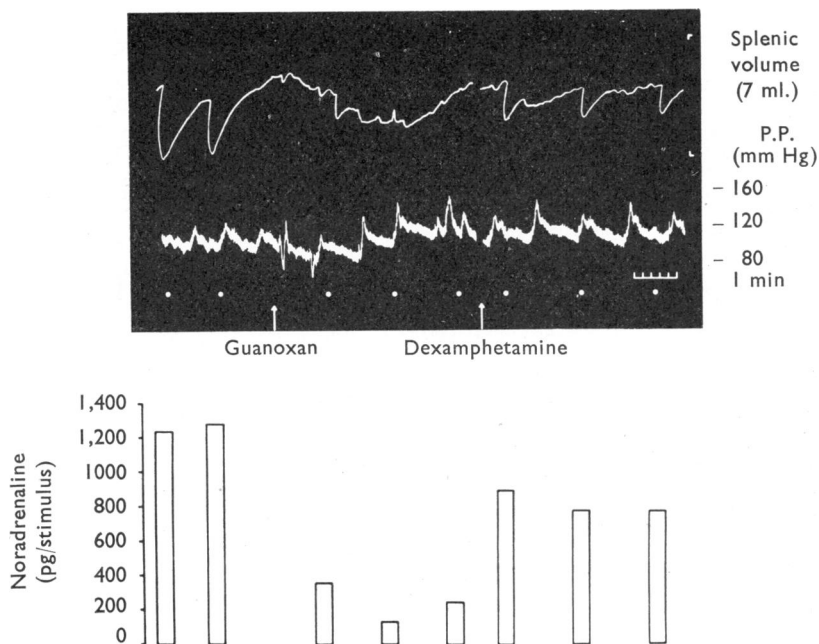 Splenic
volume
(7 ml.)
P.P.
(mm Hg)
– 160
– 120
– 80
1 min
Guanoxan
Dexamphetamine
Noradrenaline
(pg/stimulus)
1,400
1,200
1000
800
600
400
200
0